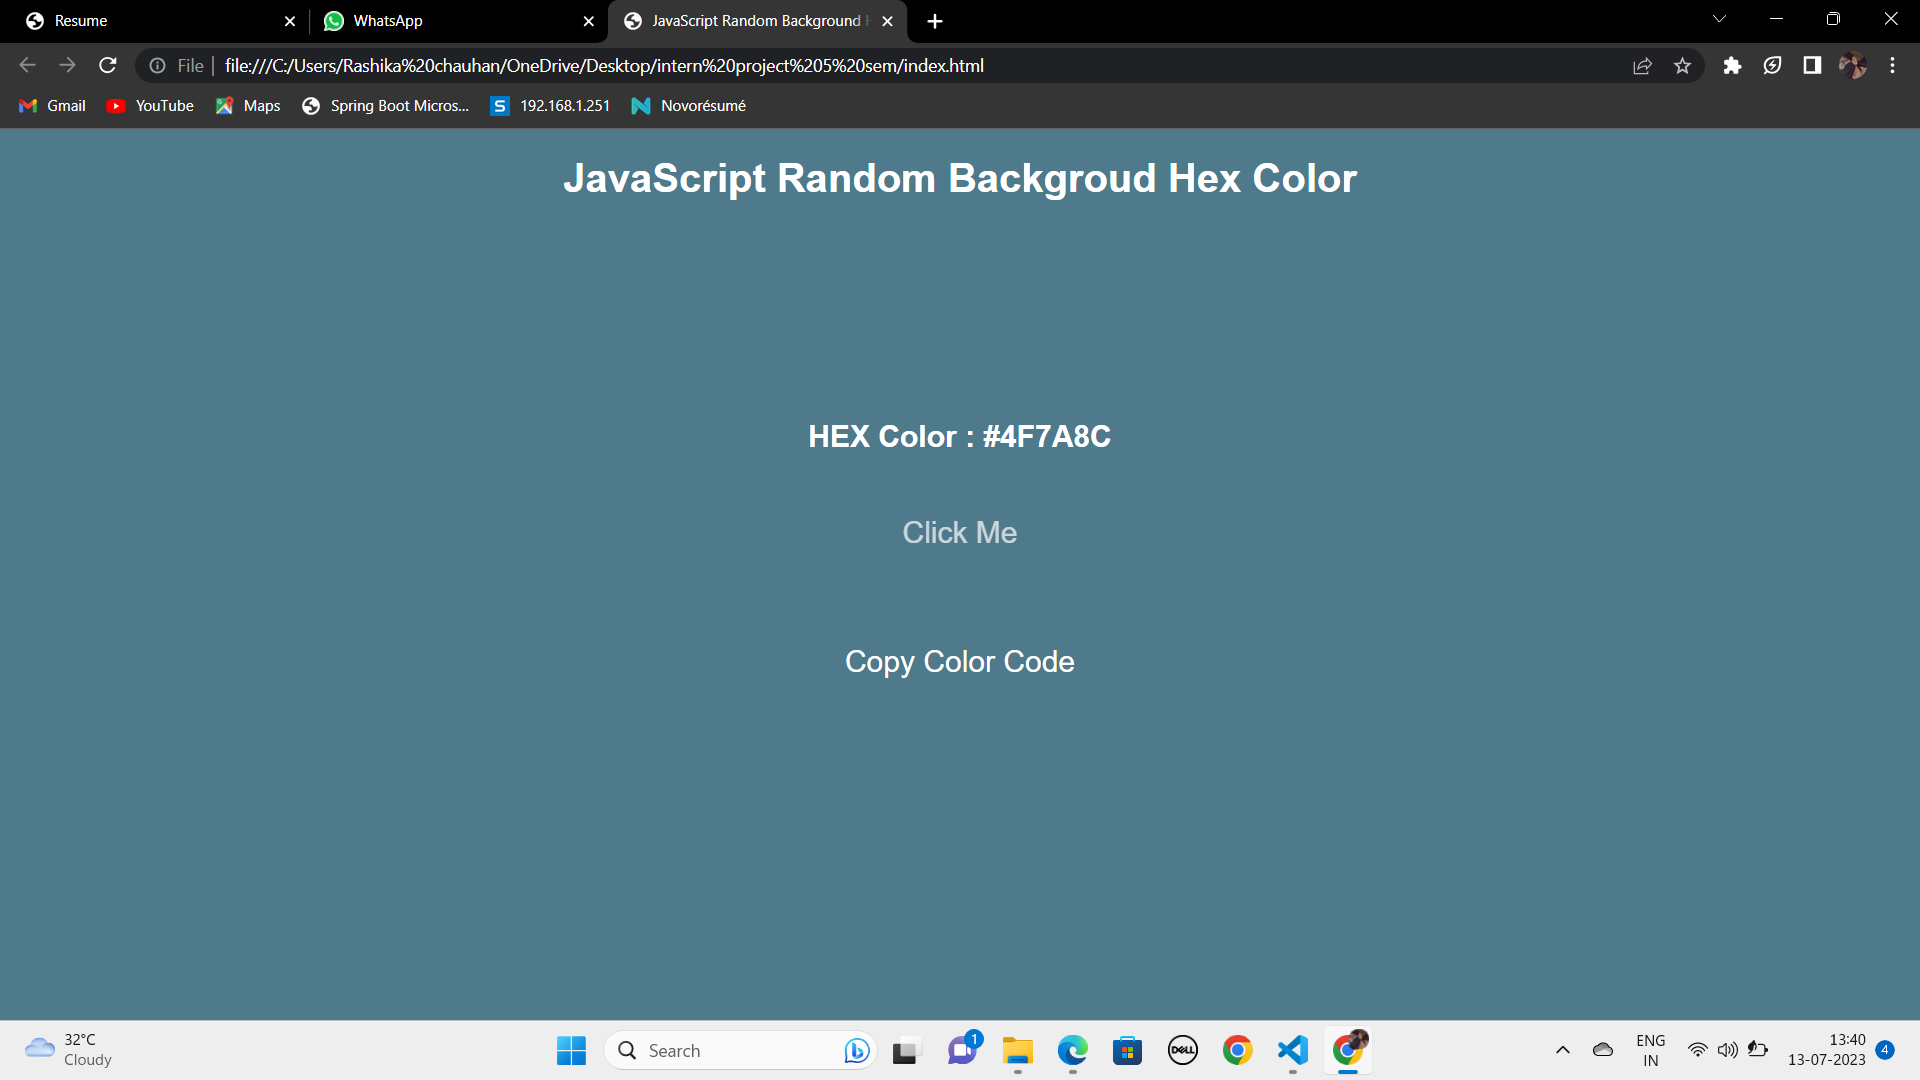 Resume
WhatsApp
JavaScript Random Background
File
file:///C:/Users/Rashika%20chauhan/OneDrive/Desktop/intern%20project%205%20sem/index.html
Gmail
YouTube
Maps
Spring Boot Micros...
S
192.168.1.251
Novorésumé
JavaScript Random Backgroud Hex Color
HEX Color : #4F7A8C
Click Me
Copy Color Code
32°C
Cloudy
Search
1
DELL
ENG
IN
13:40
13-07-2023
4